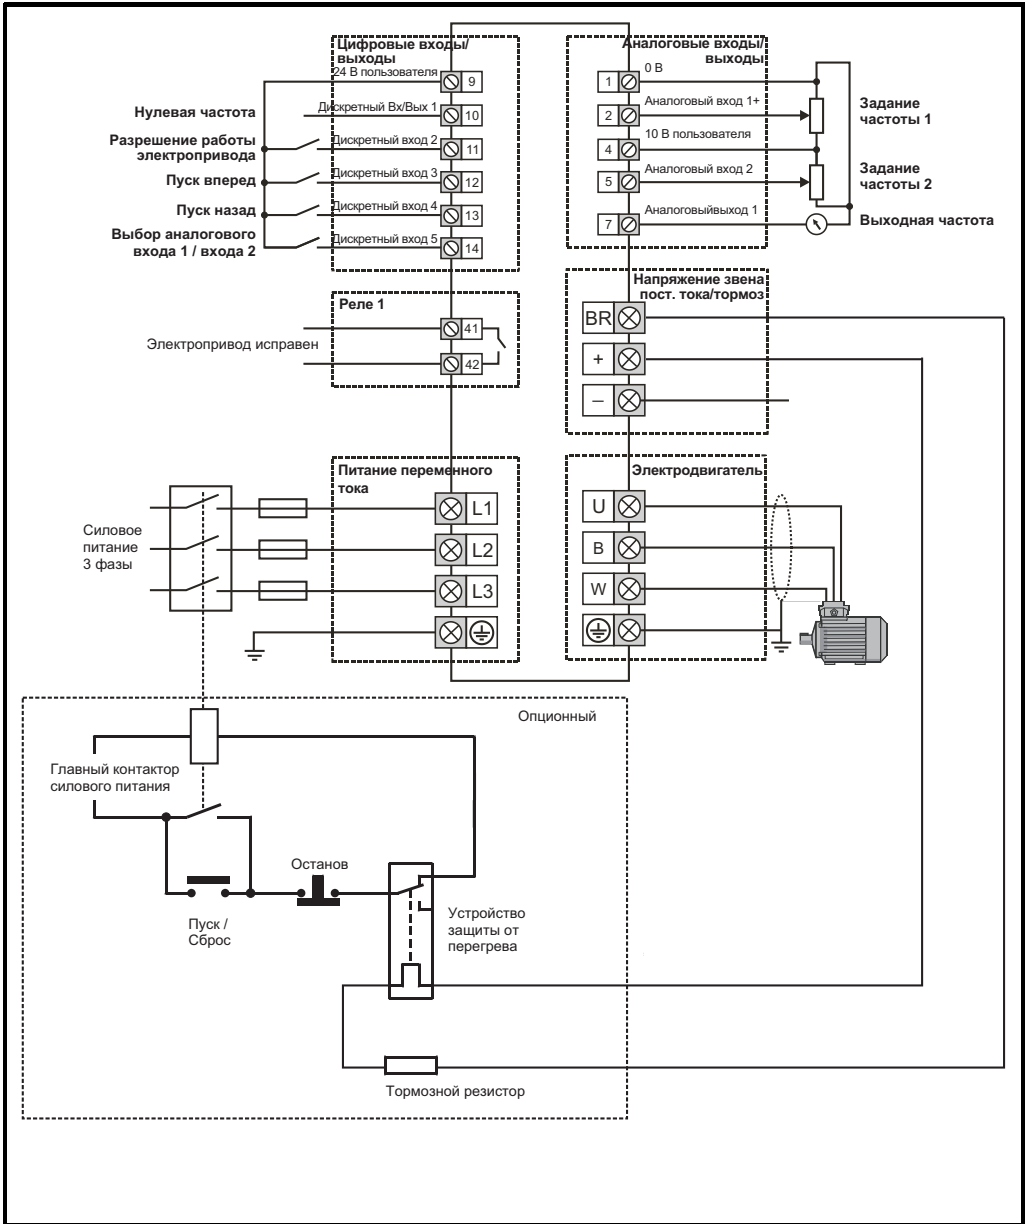 Цифровые входы/
выходы
24 В пользователя
9
Нулевая частота
Дискретный Вх/Вых 1
10
Разрешение работы
электропривода
Дискретный вход 2
11
Пуск вперед
Дискретный вход 3
12
Пуск назад
Дискретный вход 4
13
Выбор аналогового
входа 1 / входа 2
Дискретный вход 5
14
Аналоговые входы/
выходы
1
0 В
2
Аналоговый вход 1+
Задание
частоты 1
4
10 В пользователя
5
Аналоговый вход 2
Задание
частоты 2
7
Аналоговыйвыход 1
Выходная частота
Реле 1
41
Электропривод исправен
42
Напряжение звена
пост. тока/тормоз
BR
+
–
Питание переменного
тока
L1
L2
L3
Силовое
питание
3 фазы
Электродвигатель
U
В
W
Опционный
Главный контактор
силового питания
Останов
Пуск /
Сброс
Устройство
защиты от
перегрева
Тормозной резистор